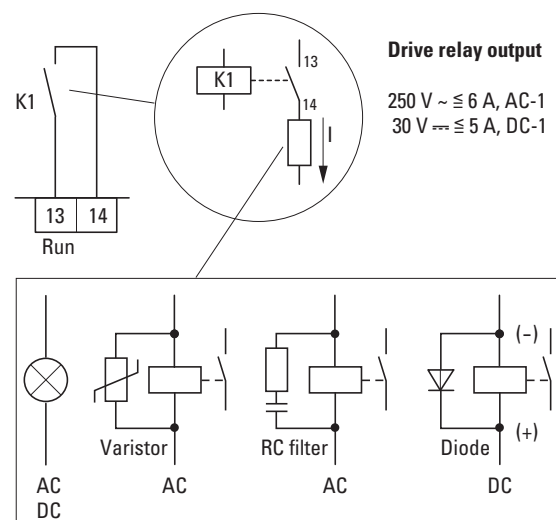 Drive relay output
250 V ~ ≦ 6 A, AC-1
30 V ⎓ ≦ 5 A, DC-1
K1
13 14
Run
K1
13
14
I
Varistor
RC filter
Diode
(–)
(+)
AC
DC
AC
AC
DC